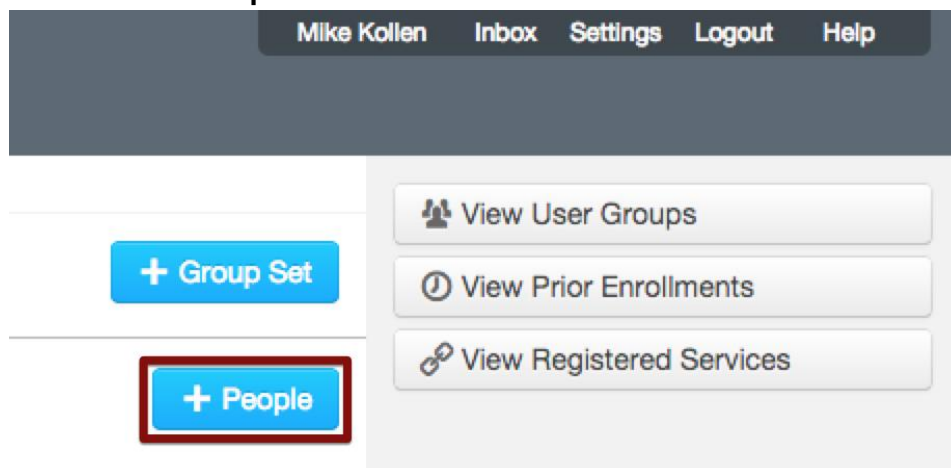 Mike Kollen Inbox Settings Logout Help
View User Groups
+ Group Set
View Prior Enrollments
View Registered Services
+ People